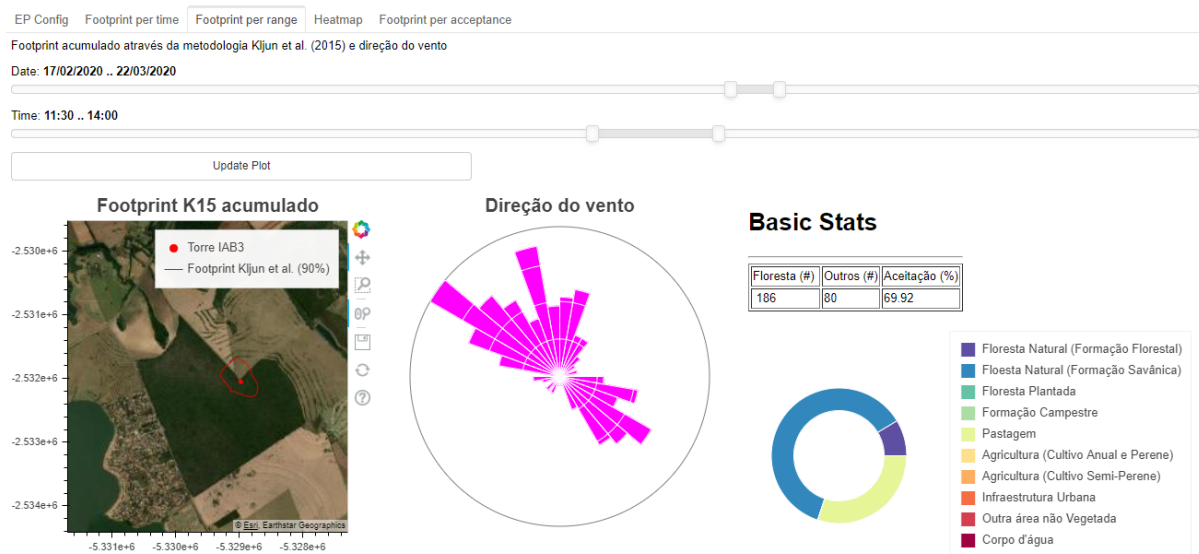 EP Config Footprint per time Footprint per range Heatmap Footprint per acceptance
Footprint acumulado através da metodologia Kljun et al. (2015) e direção do vento
Date: 17/02/2020 .. 22/03/2020
Time: 11:30 .. 14:00
Update Plot
Footprint K15 acumulado
Torre IAB3
Footprint Kljun et al. (90%)
-2.530e+6
-2.531e+6
-2.532e+6
-2.533e+6
-2.534e+6
-5.331e+6 -5.330e+6 -5.329e+6 -5.328e+6
© Esri, Earthstar Geographics
Direção do vento
Basic Stats
Floresta (#) Outros (#) Aceitação (%)
186 80 69.92
Floresta Natural (Formação Florestal)
Floesta Natural (Formação Savânica)
Floresta Plantada
Formação Campestre
Pastagem
Agricultura (Cultivo Anual e Perene)
Agricultura (Cultivo Semi-Perene)
Infraestrutura Urbana
Outra área não Vegetada
Corpo d'água